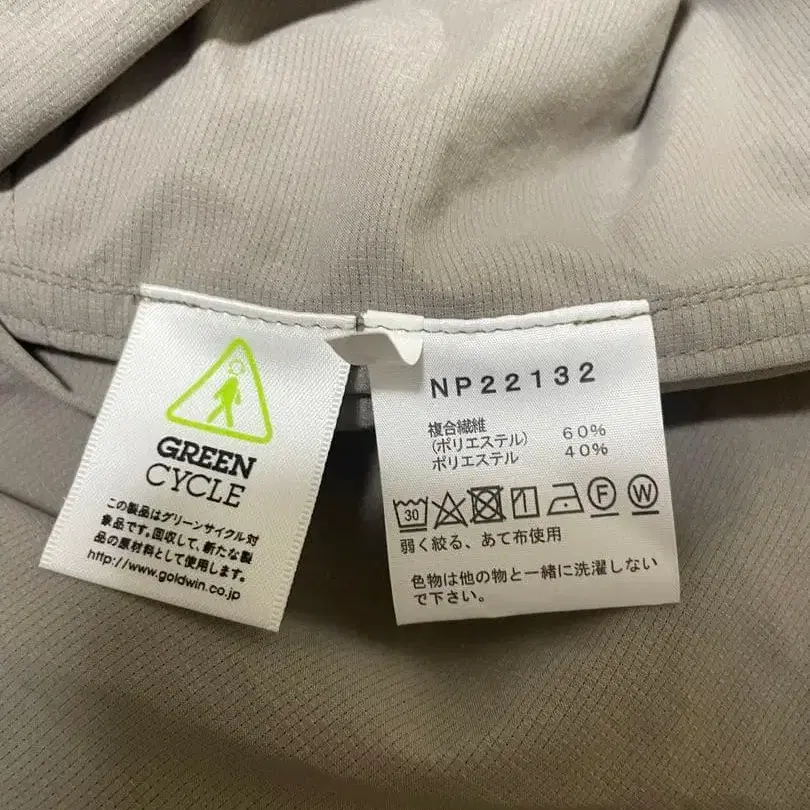 GREEN
CYCLE
この製品はグリーンサイクル対
象品です。回収して、新たな製
品の原材料として使用します。
http://www.goldwin.co.jp
NP22132
複合繊維
(ポリエステル) 60%
ポリエステル 40%
30 F W
弱く絞る、あて布使用
色物は他の物と一緒に洗濯しない
で下さい。